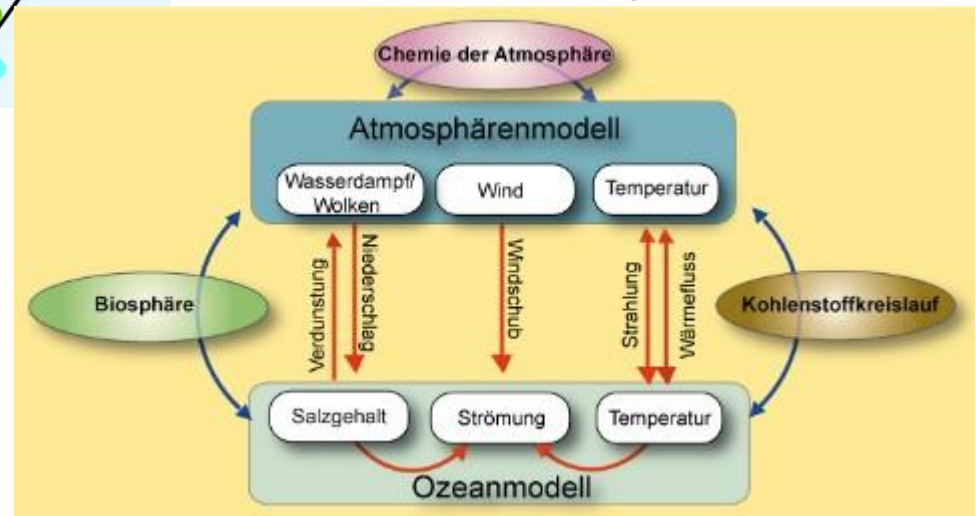 Chemie der Atmosphäre
Atmosphärenmodell
Wasserdampf/
Wolken
Wind
Temperatur
Verdunstung
Niederschlag
Windschub
Strahlung
Wärmefluss
Biosphäre
Kohlenstoffkreislauf
Salzgehalt
Strömung
Temperatur
Ozeanmodell